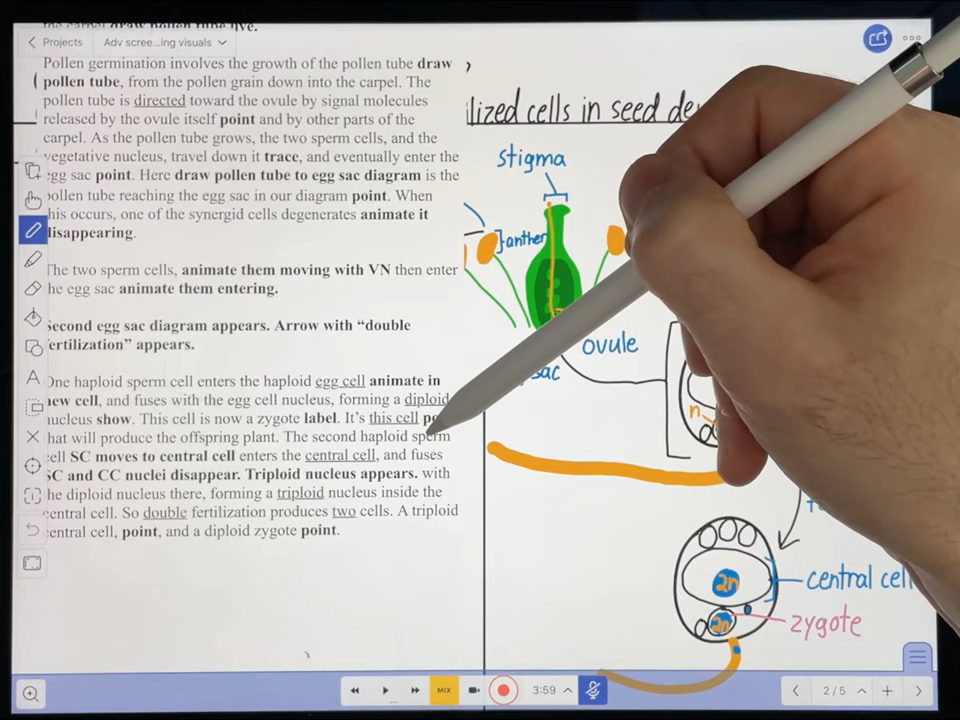 Projects
Adv scree...ing visuals
Pollen germination involves the growth of the pollen tube draw
pollen tube, from the pollen grain down into the carpel. The
pollen tube is directed toward the ovule by signal molecules
released by the ovule itself point and by other parts of the
carpel. As the pollen tube grows, the two sperm cells, and the
vegetative nucleus, travel down it trace, and eventually enter the
egg sac point. Here draw pollen tube to egg sac diagram is the
pollen tube reaching the egg sac in our diagram point. When
his occurs, one of the synergid cells degenerates animate it
disappearing.
The two sperm cells, animate them moving with VN then enter
he egg sac animate them entering.
Second egg sac diagram appears. Arrow with “double
fertilization” appears.
One haploid sperm cell enters the haploid egg cell animate in
new cell, and fuses with the egg cell nucleus, forming a diploid
nucleus show. This cell is now a zygote label. It's this cell
hat will produce the offspring plant. The second haploid sperm
cell SC moves to central cell enters the central cell, and fuses
SC and CC nuclei disappear. Triploid nucleus appears. with
he diploid nucleus there, forming a triploid nucleus inside the
central cell. So double fertilization produces two cells. A triploid
central cell, point, and a diploid zygote point.
ilized cells in seed de
stigma
anther
ovule
sac
n
2n
central cell
2n
zygote
MIX
3:59
2/5